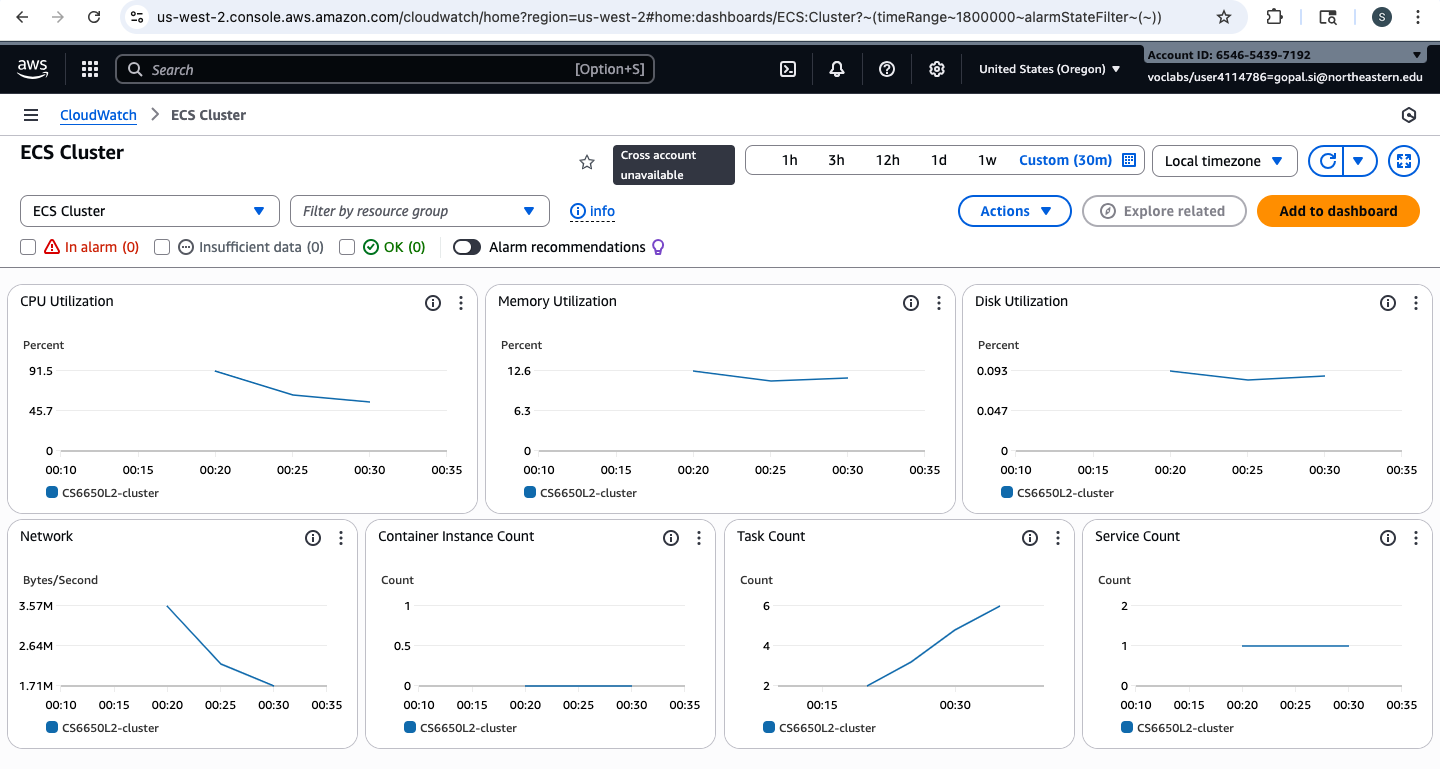 us-west-2.console.aws.amazon.com/cloudwatch/home?region=us-west-2#home:dashboards/ECS:Cluster?~(timeRange~1800000~alarmStateFilter~(~))
S
aws
Search
[Option+S]
United States (Oregon)
Account ID: 6546-5439-7192
voclabs/user4114786=gopal.si@northeastern.edu
CloudWatch
ECS Cluster
ECS Cluster
Cross account
unavailable
1h 3h 12h 1d 1w Custom (30m)
Local timezone
ECS Cluster
Filter by resource group
info
Actions
Explore related
Add to dashboard
In alarm (0)
Insufficient data (0)
OK (0)
Alarm recommendations
CPU Utilization
Percent
91.5
45.7
0
00:10 00:15 00:20 00:25 00:30 00:35
CS6650L2-cluster
Memory Utilization
Percent
12.6
6.3
0
00:10 00:15 00:20 00:25 00:30 00:35
CS6650L2-cluster
Disk Utilization
Percent
0.093
0.047
0
00:10 00:15 00:20 00:25 00:30 00:35
CS6650L2-cluster
Network
Bytes/Second
3.57M
2.64M
1.71M
00:10 00:15 00:20 00:25 00:30 00:35
CS6650L2-cluster
Container Instance Count
Count
1
0.5
0
00:10 00:15 00:20 00:25 00:30 00:35
CS6650L2-cluster
Task Count
Count
6
4
2
00:15 00:30
CS6650L2-cluster
Service Count
Count
2
1
0
00:10 00:15 00:20 00:25 00:30 00:35
CS6650L2-cluster